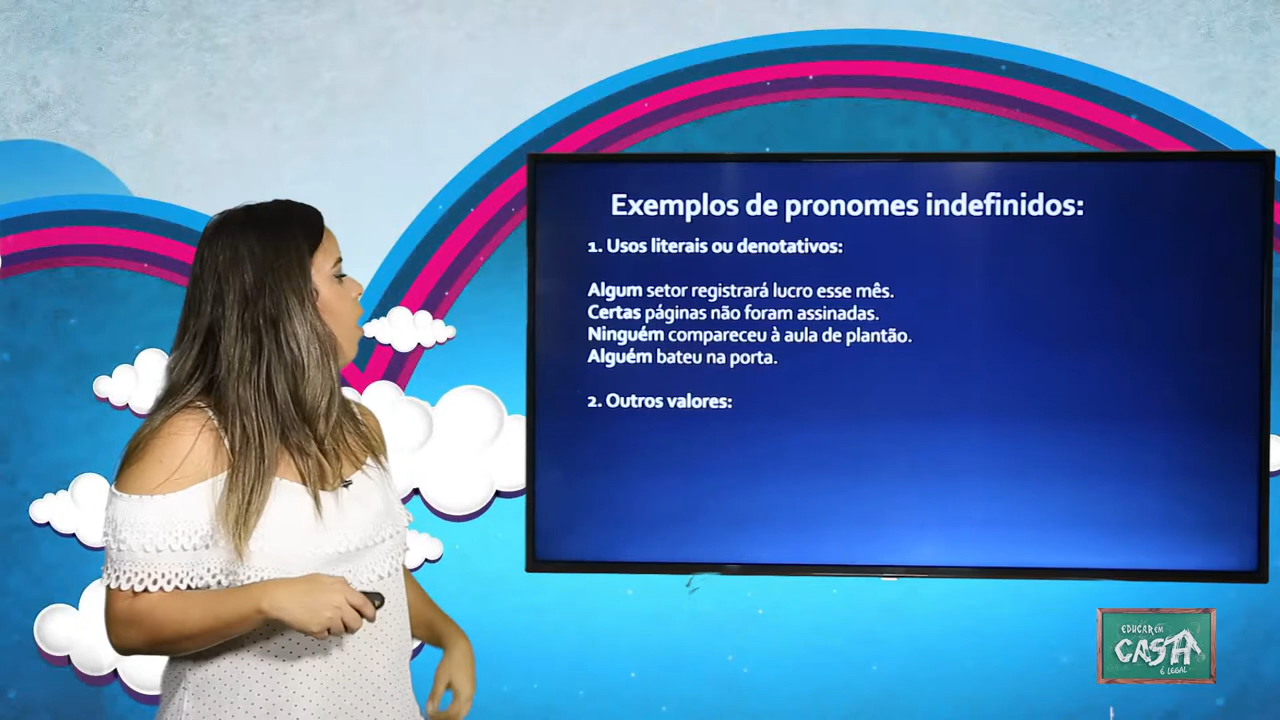 Exemplos de pronomes indefinidos:
1. Usos literais ou denotativos:
Algum setor registrará lucro esse mês.
Certas páginas não foram assinadas.
Ninguém compareceu à aula de plantão.
Alguém bateu na porta.
2. Outros valores:
EDUCAR EM
CASA
É LEGAL